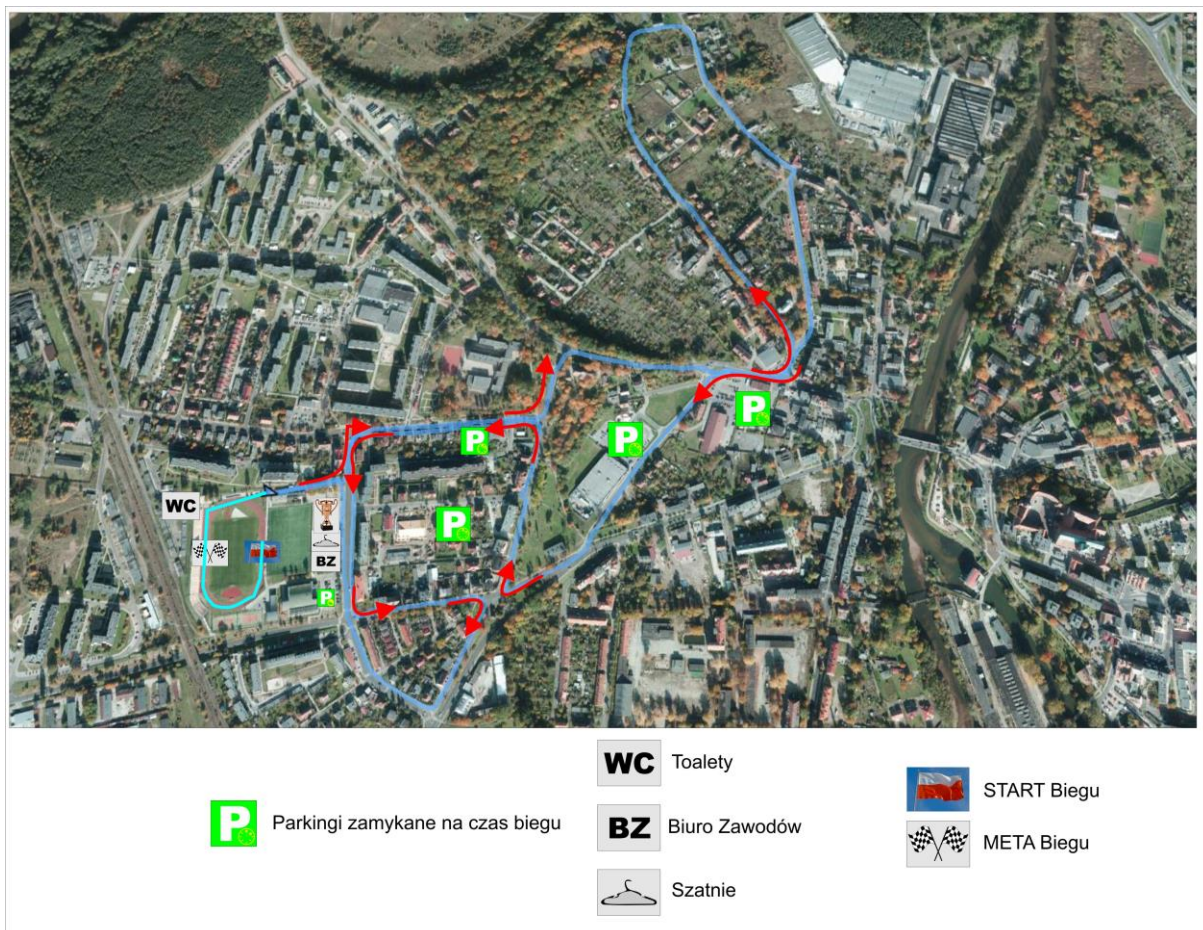 P
P
P
WC
P
BZ
P
WC Toalety
START Biegu
P Parkingi zamykane na czas biegu
BZ Biuro Zawodów
META Biegu
Szatnie